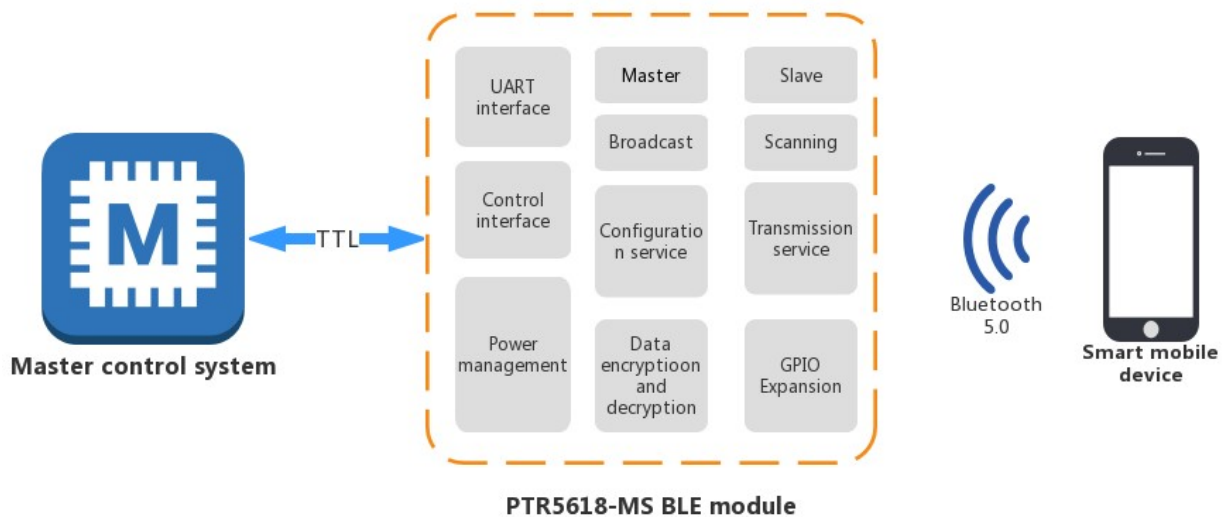 M
Master control system
TTL
UART
interface
Control
interface
Power
management
Master
Broadcast
Configuratio
n service
Data
encryptioon
and
decryption
Slave
Scanning
Transmission
service
GPIO
Expansion
PTR5618-MS BLE module
Bluetooth
5.0
Smart mobile
device